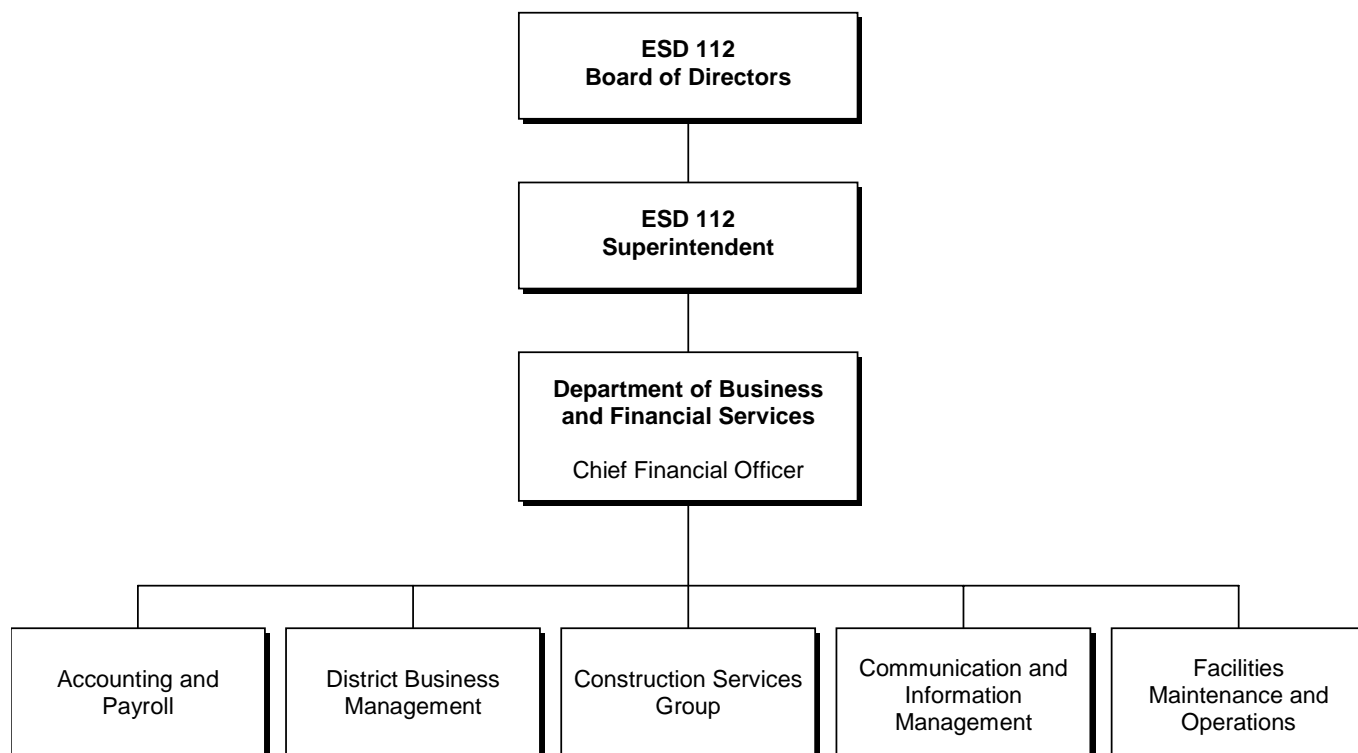 ESD 112
Board of Directors
ESD 112
Superintendent
Department of Business
and Financial Services
Chief Financial Officer
Accounting and
Payroll
District Business
Management
Construction Services
Group
Communication and
Information
Management
Facilities
Maintenance and
Operations